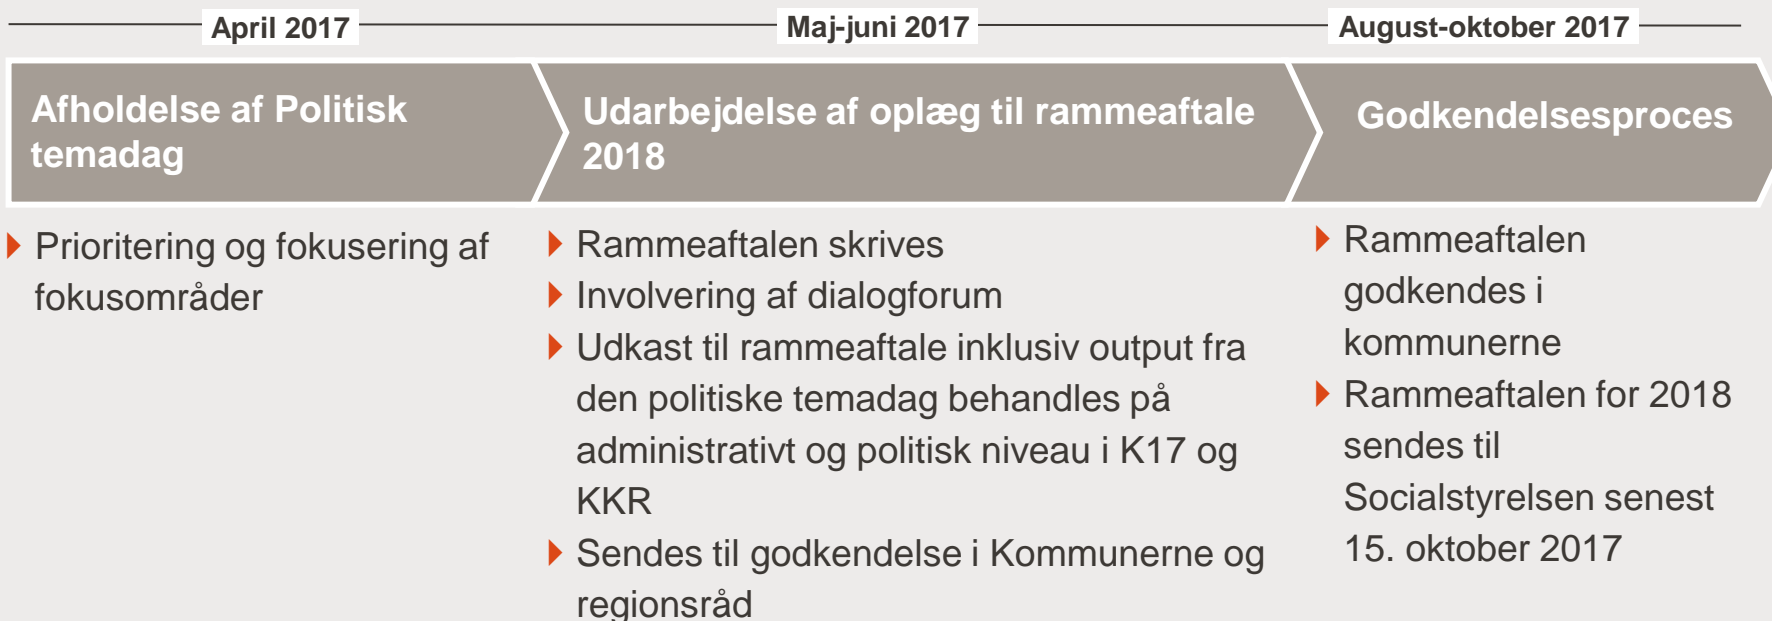 April 2017
Maj-juni 2017
August-oktober 2017
Afholdelse af Politisk
temadag
Udarbejdelse af oplæg til rammeaftale
2018
Godkendelsesproces
Prioritering og fokusering af
fokusområder
Rammeaftalen skrives
Involvering af dialogforum
Udkast til rammeaftale inklusiv output fra
den politiske temadag behandles på
administrativt og politisk niveau i K17 og
KKR
Sendes til godkendelse i Kommunerne og
regionsråd
Rammeaftalen
godkendes i
kommunerne
Rammeaftalen for 2018
sendes til
Socialstyrelsen senest
15. oktober 2017